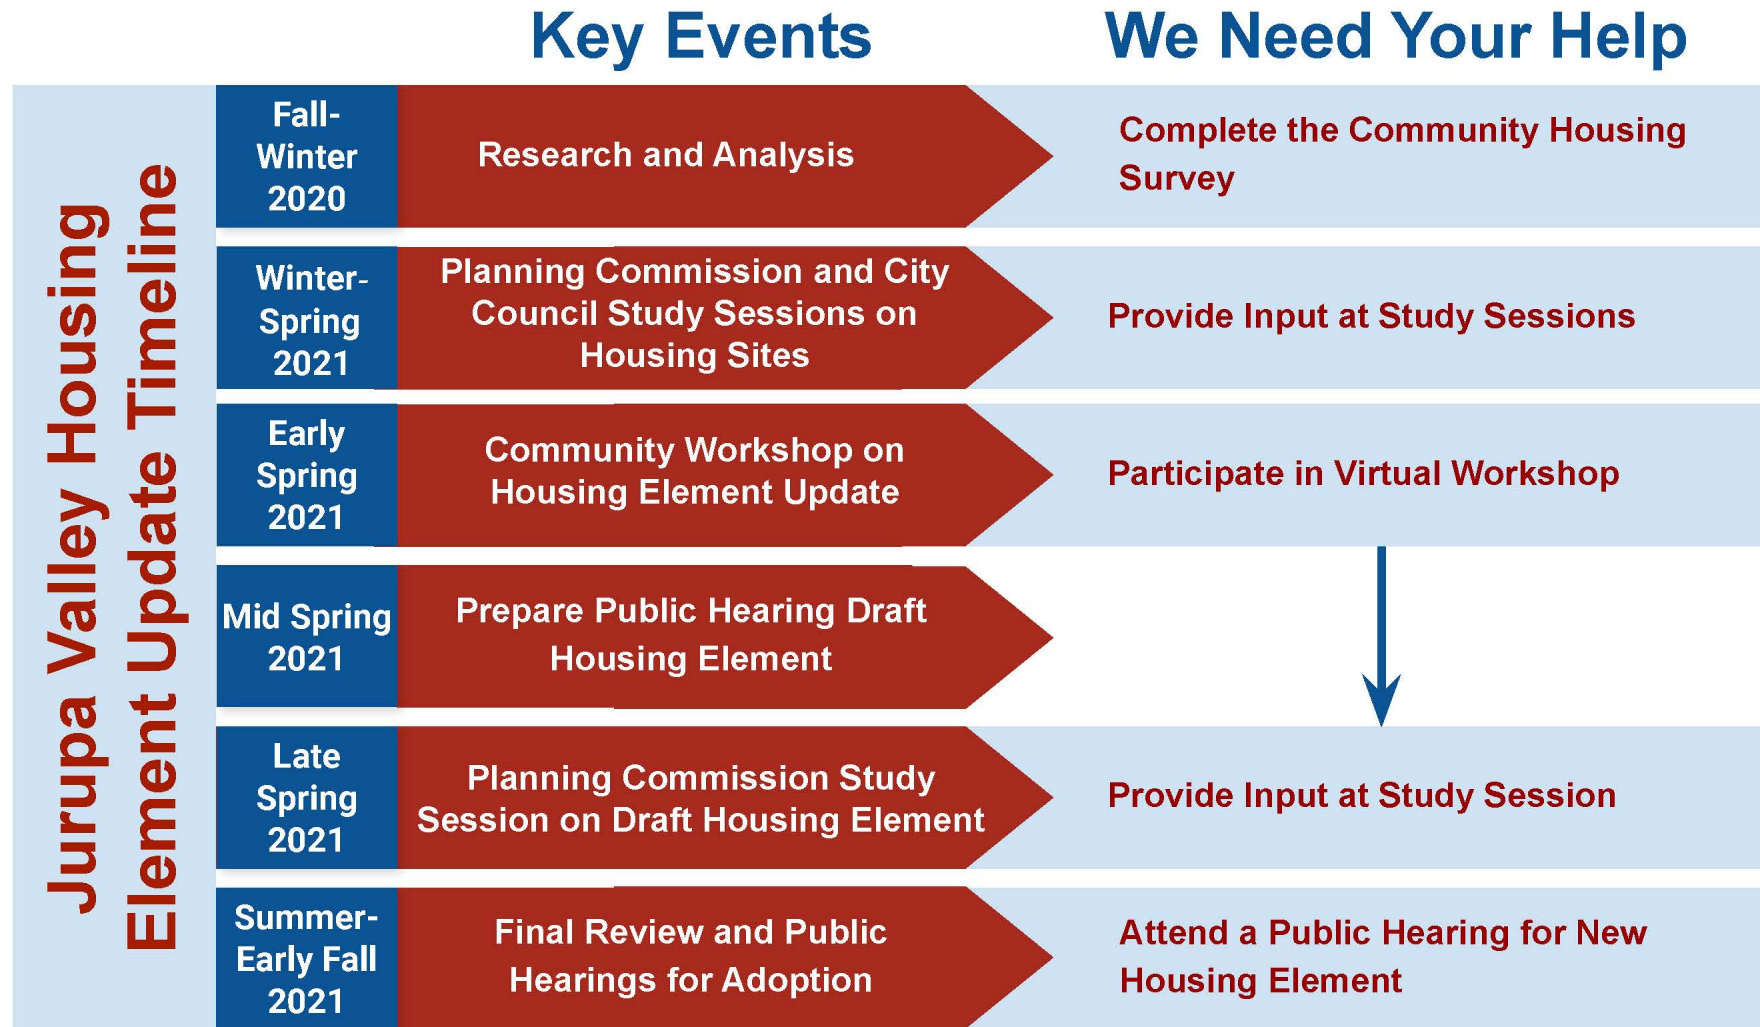 Key Events
We Need Your Help
Jurupa Valley Housing
Element Update Timeline
Fall-
Winter
2020
Research and Analysis
Complete the Community Housing
Survey
Winter-
Spring
2021
Planning Commission and City
Council Study Sessions on
Housing Sites
Provide Input at Study Sessions
Early
Spring
2021
Community Workshop on
Housing Element Update
Participate in Virtual Workshop
Mid Spring
2021
Prepare Public Hearing Draft
Housing Element
Late
Spring
2021
Planning Commission Study
Session on Draft Housing Element
Provide Input at Study Session
Summer-
Early Fall
2021
Final Review and Public
Hearings for Adoption
Attend a Public Hearing for New
Housing Element